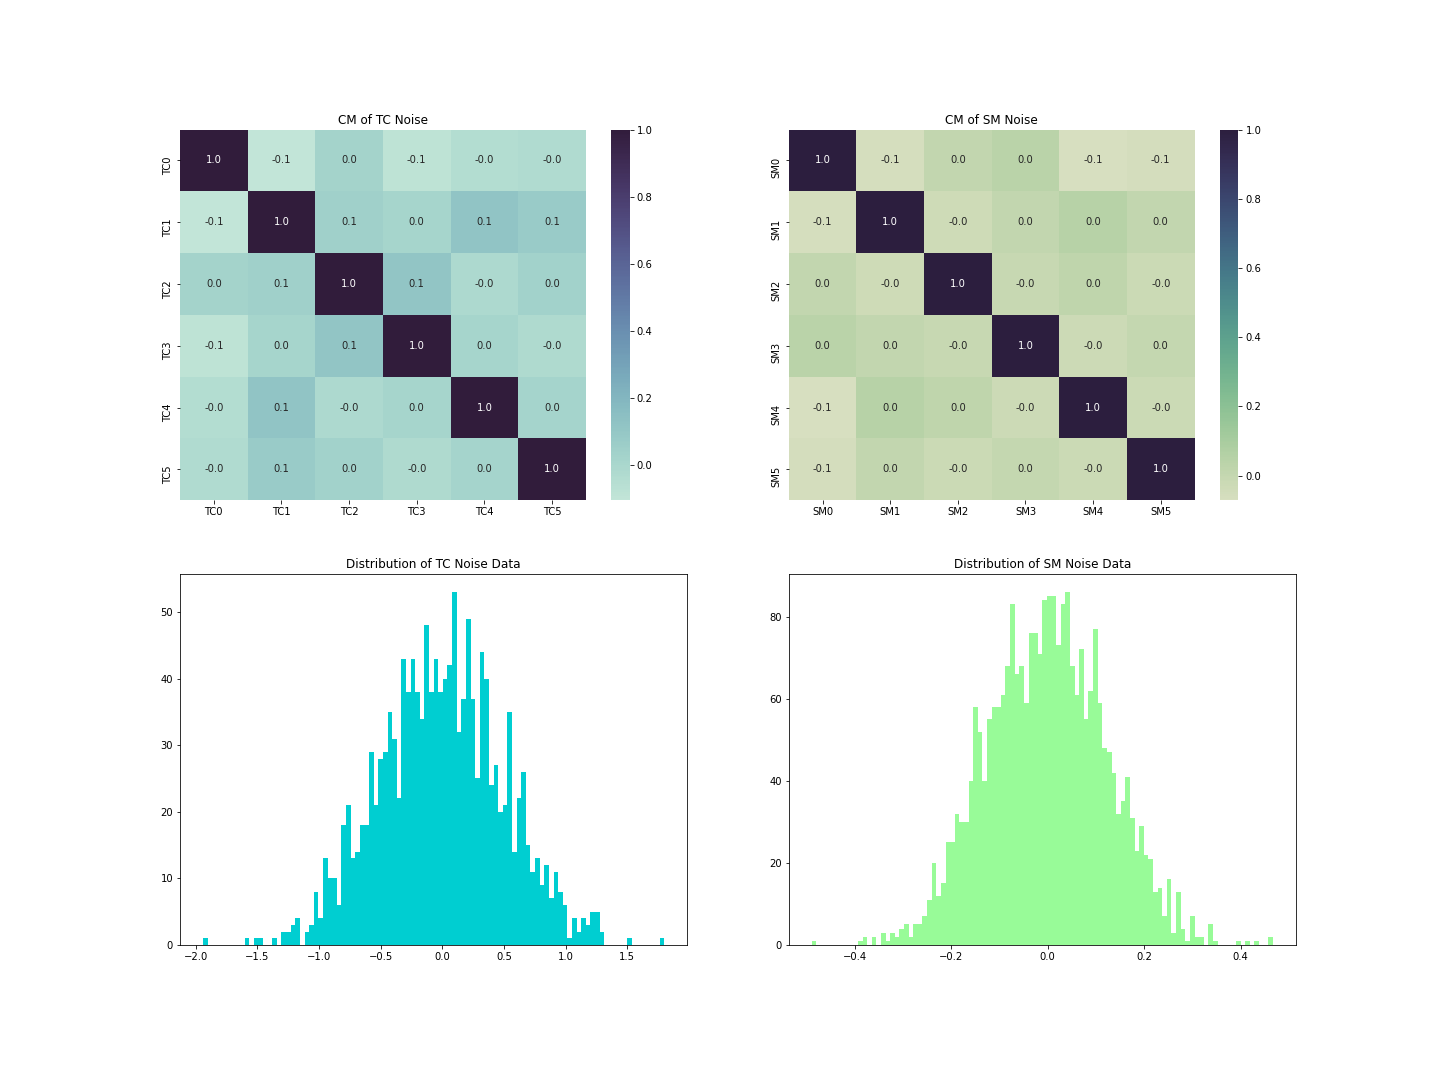 CM of TC Noise
TC0 1.0 -0.1 0.0 -0.1 -0.0 -0.0
TC1 -0.1 1.0 0.1 0.0 0.1 0.1
TC2 0.0 0.1 1.0 0.1 -0.0 0.0
TC3 -0.1 0.0 0.1 1.0 0.0 -0.0
TC4 -0.0 0.1 -0.0 0.0 1.0 0.0
TC5 -0.0 0.1 0.0 -0.0 0.0 1.0
TC0 TC1 TC2 TC3 TC4 TC5
1.0
0.8
0.6
0.4
0.2
0.0
CM of SM Noise
SM0 1.0 -0.1 0.0 0.0 -0.1 -0.1
SM1 -0.1 1.0 -0.0 0.0 0.0 0.0
SM2 0.0 -0.0 1.0 -0.0 0.0 -0.0
SM3 0.0 0.0 -0.0 1.0 -0.0 0.0
SM4 -0.1 0.0 0.0 -0.0 1.0 -0.0
SM5 -0.1 0.0 -0.0 0.0 -0.0 1.0
SM0 SM1 SM2 SM3 SM4 SM5
1.0
0.8
0.6
0.4
0.2
0.0
Distribution of TC Noise Data
50
40
30
20
10
0
−2.0 −1.5 −1.0 −0.5 0.0 0.5 1.0 1.5
Distribution of SM Noise Data
80
60
40
20
0
−0.4 −0.2 0.0 0.2 0.4